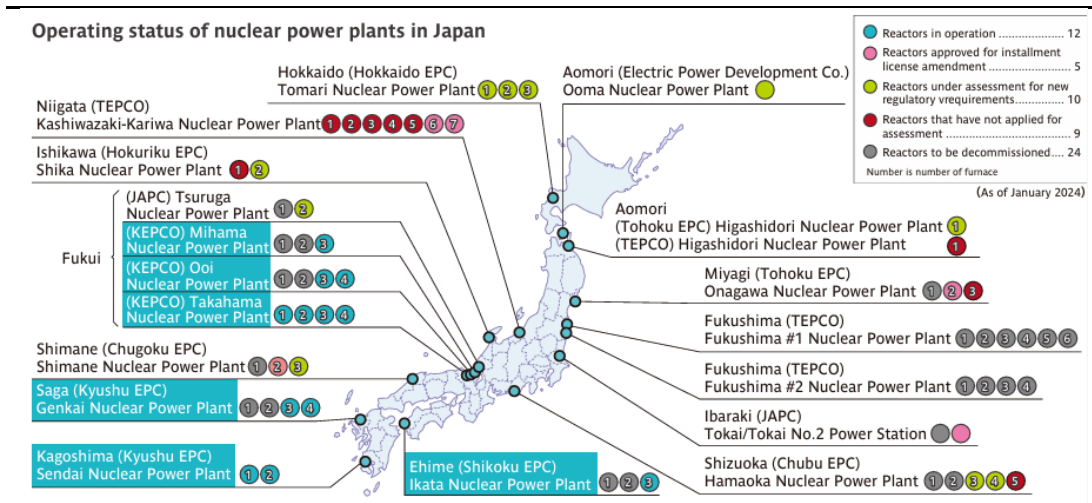 Operating status of nuclear power plants in Japan
Reactors in operation ..................... 12
Reactors approved for installment
license amendment ..................... 5
Reactors under assessment for new
regulatory vrequirements............. 10
Reactors that have not applied for
assessment ................................. 9
Reactors to be decommissioned.... 24
Number is number of furnace
(As of January 2024)
Hokkaido (Hokkaido EPC)
Tomari Nuclear Power Plant 1 2 3
Aomori (Electric Power Development Co.)
Ooma Nuclear Power Plant
Niigata (TEPCO)
Kashiwazaki-Kariwa Nuclear Power Plant 1 2 3 4 5 6 7
Ishikawa (Hokuriku EPC)
Shika Nuclear Power Plant 1 2
Fukui
(JAPC) Tsuruga
Nuclear Power Plant 1 2
(KEPCO) Mihama
Nuclear Power Plant 1 2 3
(KEPCO) Ooi
Nuclear Power Plant 1 2 3 4
(KEPCO) Takahama
Nuclear Power Plant 1 2 3 4
Shimane (Chugoku EPC)
Shimane Nuclear Power Plant 1 2 3
Saga (Kyushu EPC)
Genkai Nuclear Power Plant 1 2 3 4
Kagoshima (Kyushu EPC)
Sendai Nuclear Power Plant 1 2
Ehime (Shikoku EPC)
Ikata Nuclear Power Plant 1 2 3
Aomori
(Tohoku EPC) Higashidori Nuclear Power Plant 1
(TEPCO) Higashidori Nuclear Power Plant 1
Miyagi (Tohoku EPC)
Onagawa Nuclear Power Plant 1 2 3
Fukushima (TEPCO)
Fukushima #1 Nuclear Power Plant 1 2 3 4 5 6
Fukushima (TEPCO)
Fukushima #2 Nuclear Power Plant 1 2 3 4
Ibaraki (JAPC)
Tokai/Tokai No.2 Power Station
Shizuoka (Chubu EPC)
Hamaoka Nuclear Power Plant 1 2 3 4 5